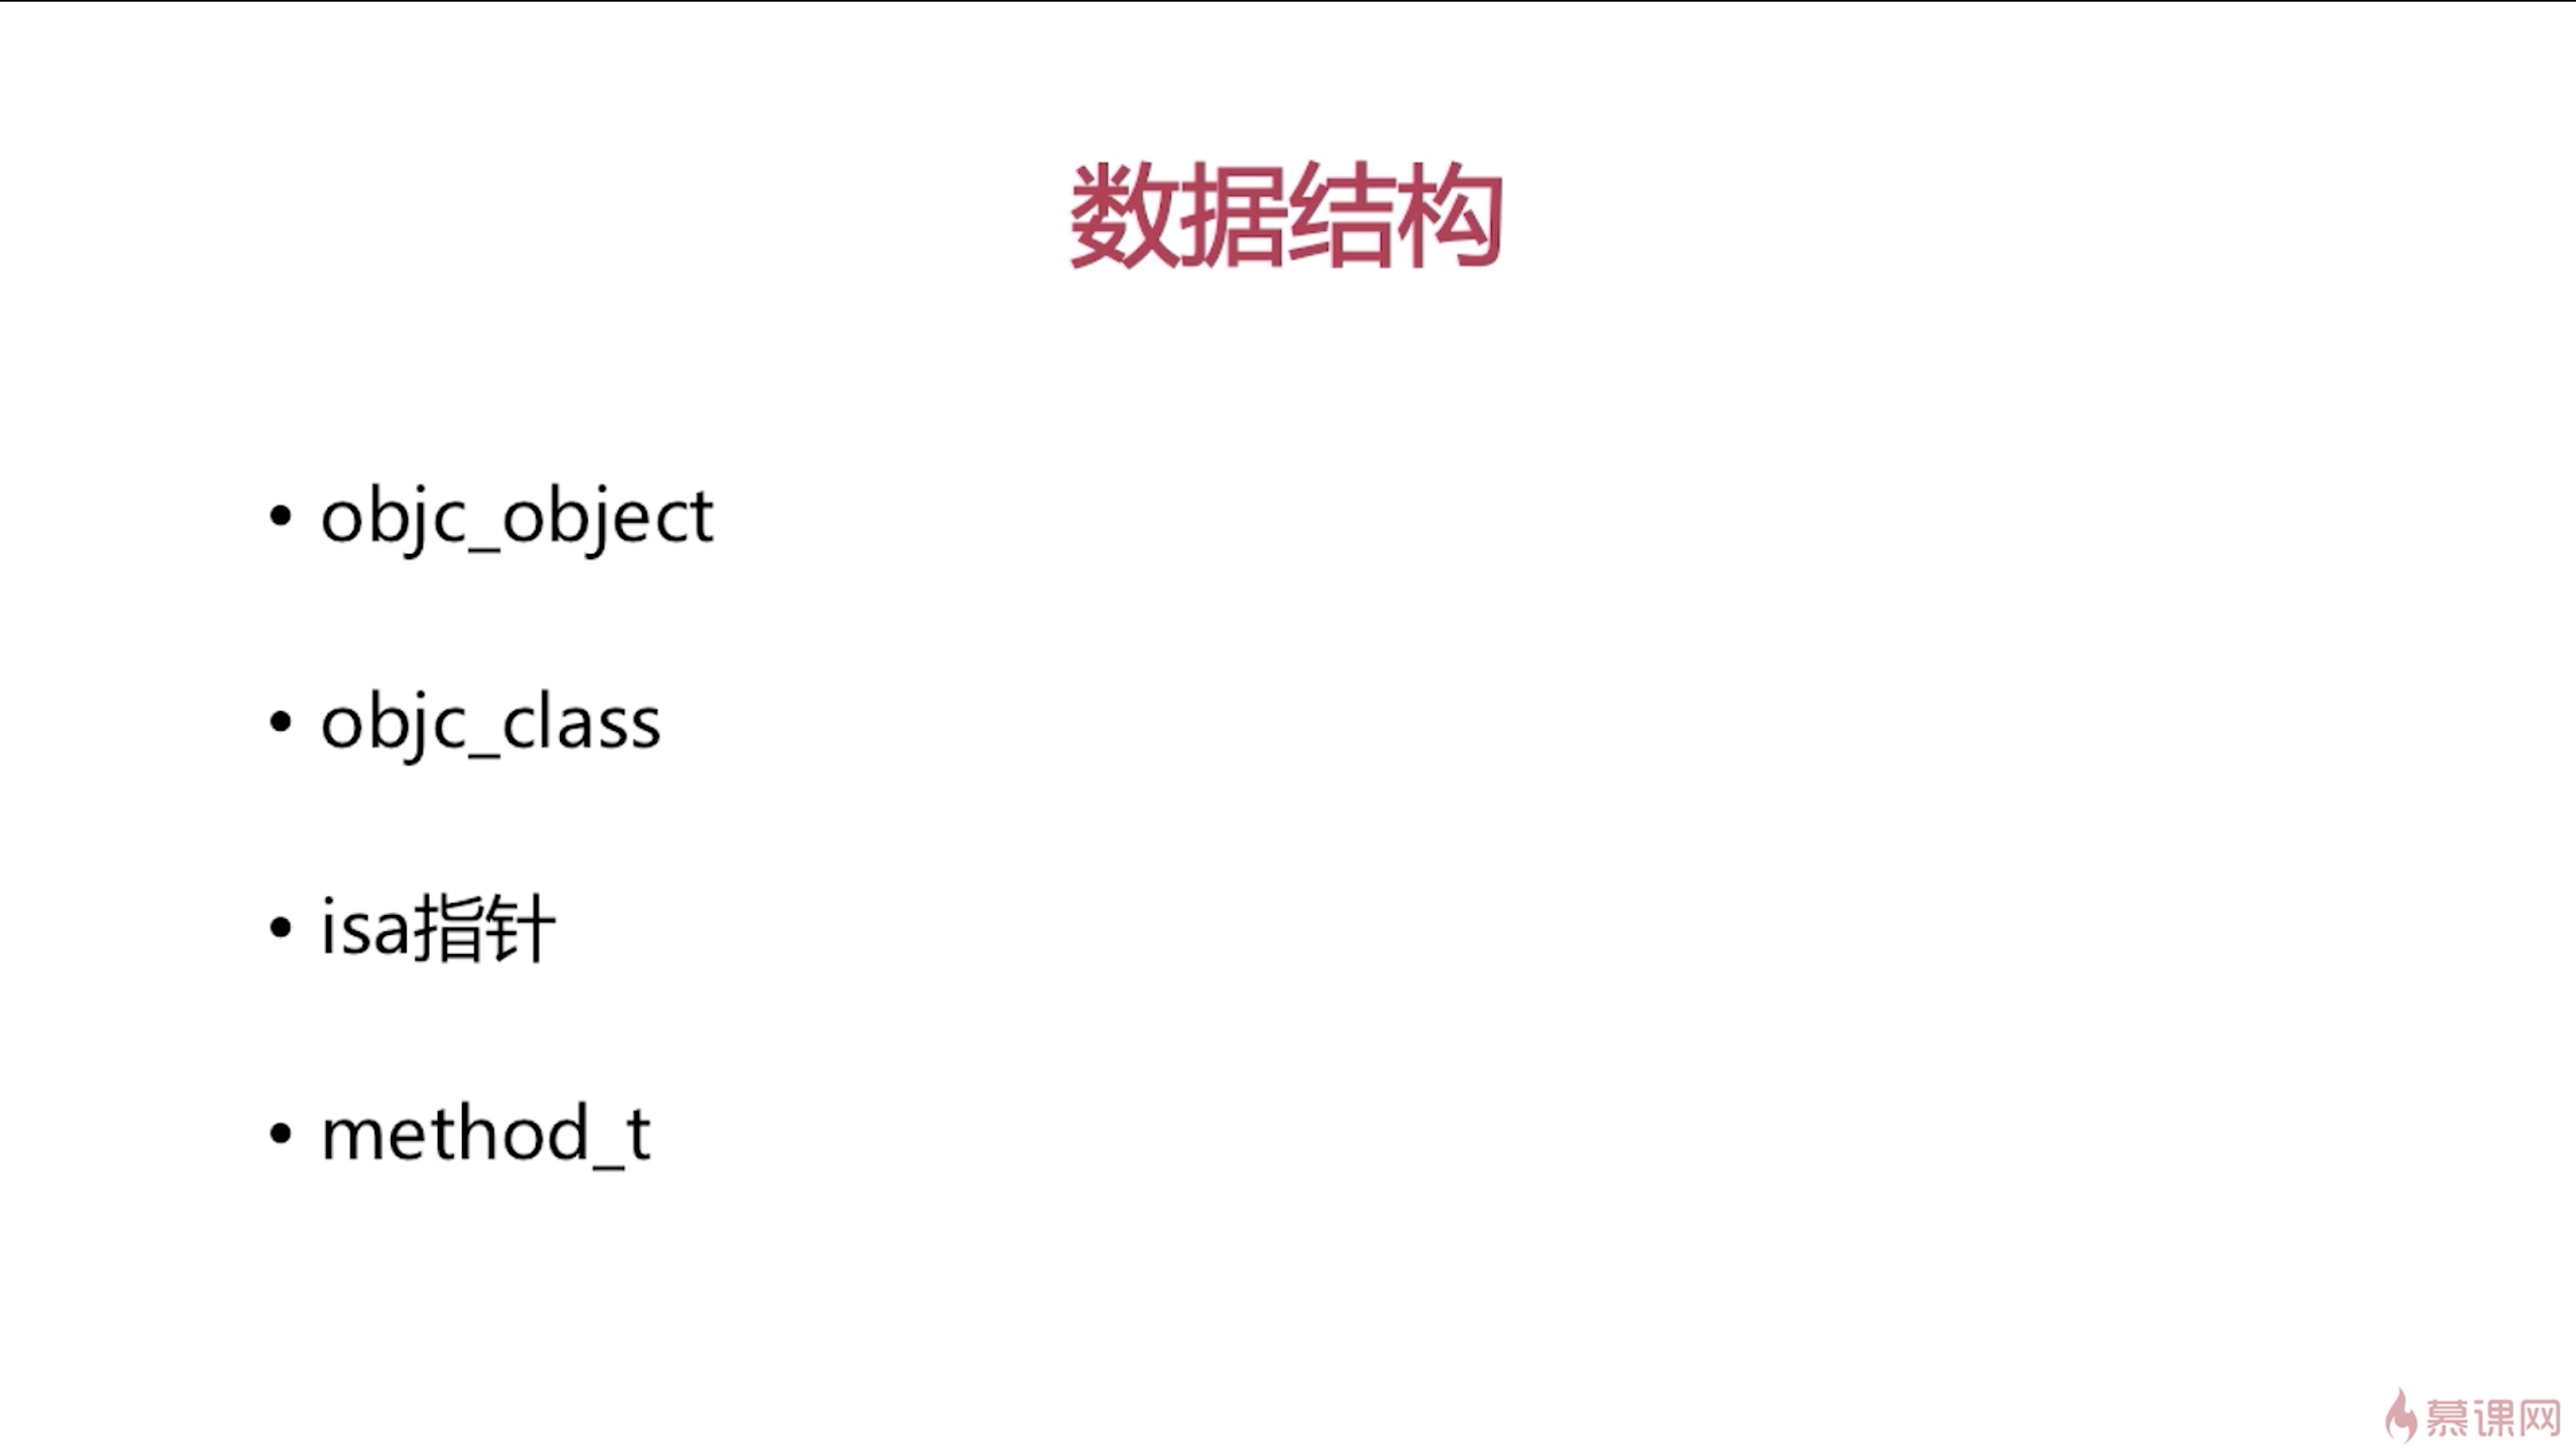 数据结构
• objc_object
• objc_class
• isa指针
• method_t
慕课网